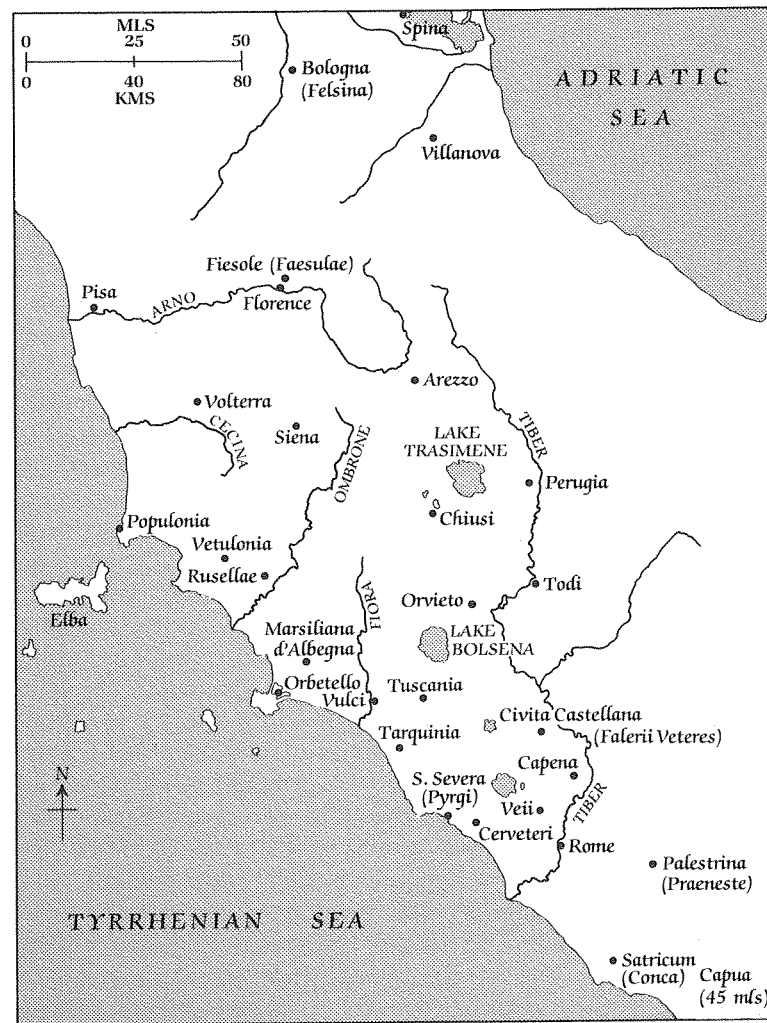 MLS
0 25 50
0 40 80
KMS
Spina
Bologna
(Felsina)
ADRIATIC
SEA
Villanova
Fiesole (Faesulae)
Pisa
ARNO
Florence
Arezzo
Volterra
CECINA
Siena
OMBRONE
LAKE
TRASIMENE
TIBER
Perugia
Chiusi
Populonia
Vetulonia
Rusellae
Elba
FIORA
Orvieto
Todi
Marsiliana
d'Albegna
LAKE
BOLSENA
Orbetello
Vulci
Tuscania
Tarquinia
Civita Castellana
(Falerii Veteres)
Capena
S. Severa
(Pyrgi)
Veii
TIBER
Cerveteri
Rome
N
Palestrina
(Praeneste)
TYRRHENIAN SEA
Satricum
(Conca)
Capua
(45 mls)